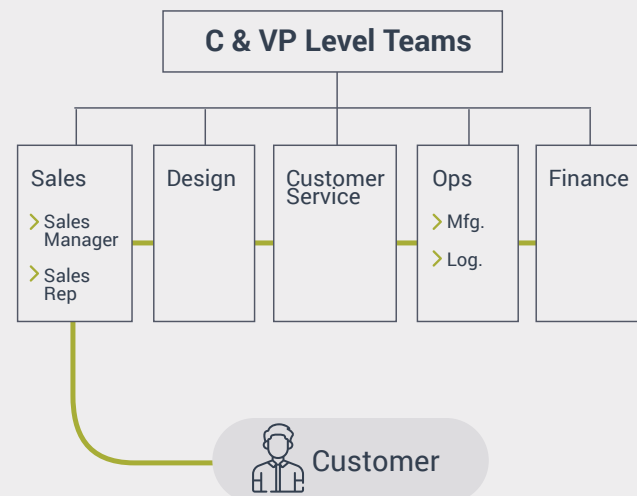 C & VP Level Teams
Sales
Sales
Manager
Sales
Rep
Design
Customer
Service
Ops
Mfg.
Log.
Finance
Customer